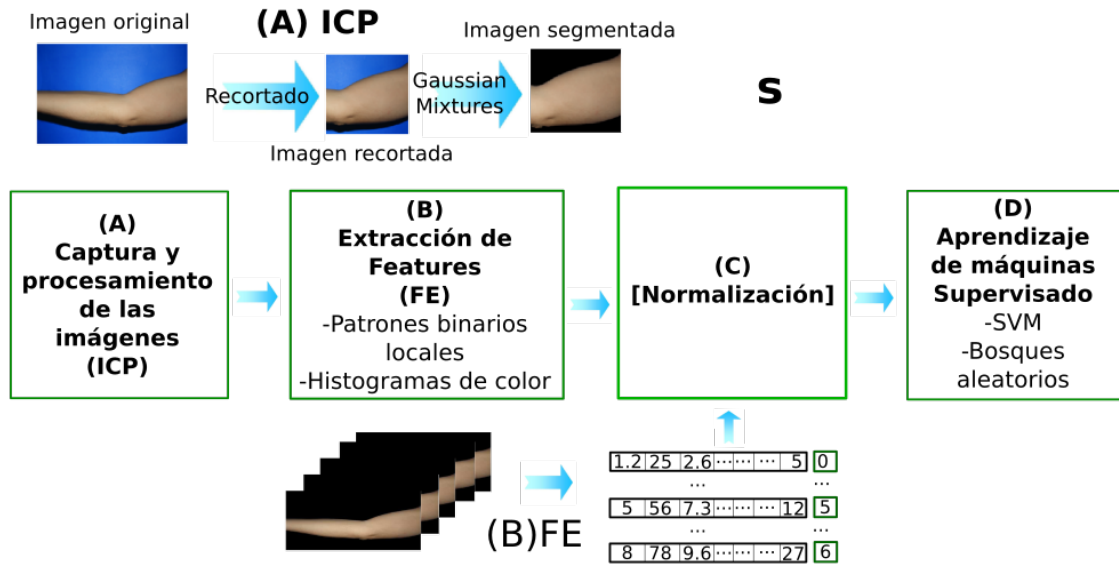 Imagen original
(A) ICP
Imagen segmentada
Recortado
Gaussian
Mixtures
s
Imagen recortada
(A)
Captura y
procesamiento
de las
imágenes
(ICP)
(B)
Extracción de
Features
(FE)
-Patrones binarios
locales
-Histogramas de color
(C)
[Normalización]
(D)
Aprendizaje
de máquinas
Supervisado
-SVM
-Bosques
aleatorios
(B)FE
1.2 25 2.6 ...... ... 5 0
... ...
5 56 7.3 ...... ... 12 5
... ...
8 78 9.6 ...... ... 27 6